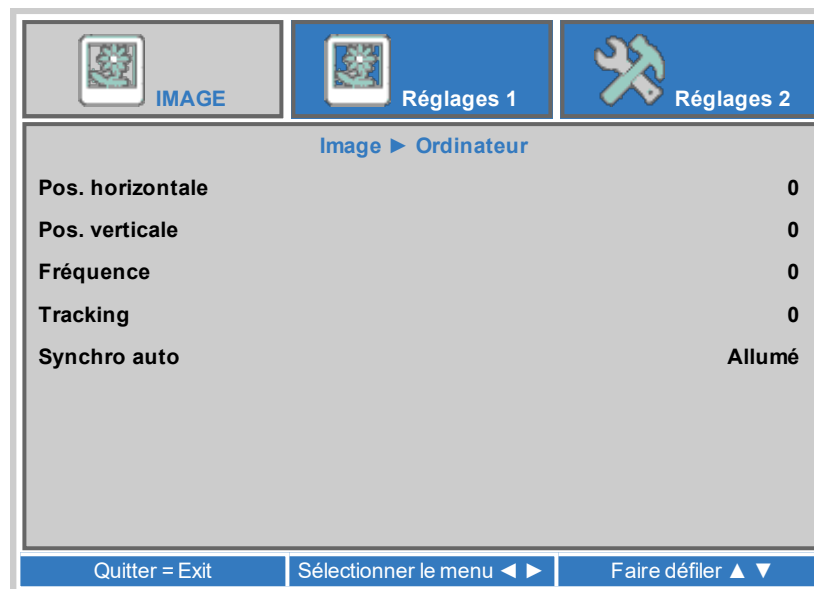 IMAGE
Réglages 1
Réglages 2
Image ► Ordinateur
Pos. horizontale 0
Pos. verticale 0
Fréquence 0
Tracking 0
Synchro auto Allumé
Quitter = Exit
Sélectionner le menu ◄ ►
Faire défiler ▲ ▼